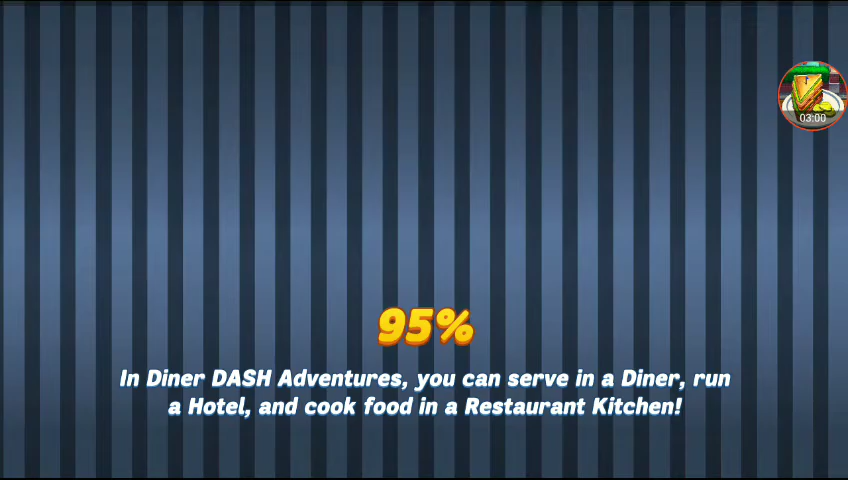 03:00
95%
In Diner DASH Adventures, you can serve in a Diner, run
a Hotel, and cook food in a Restaurant Kitchen!